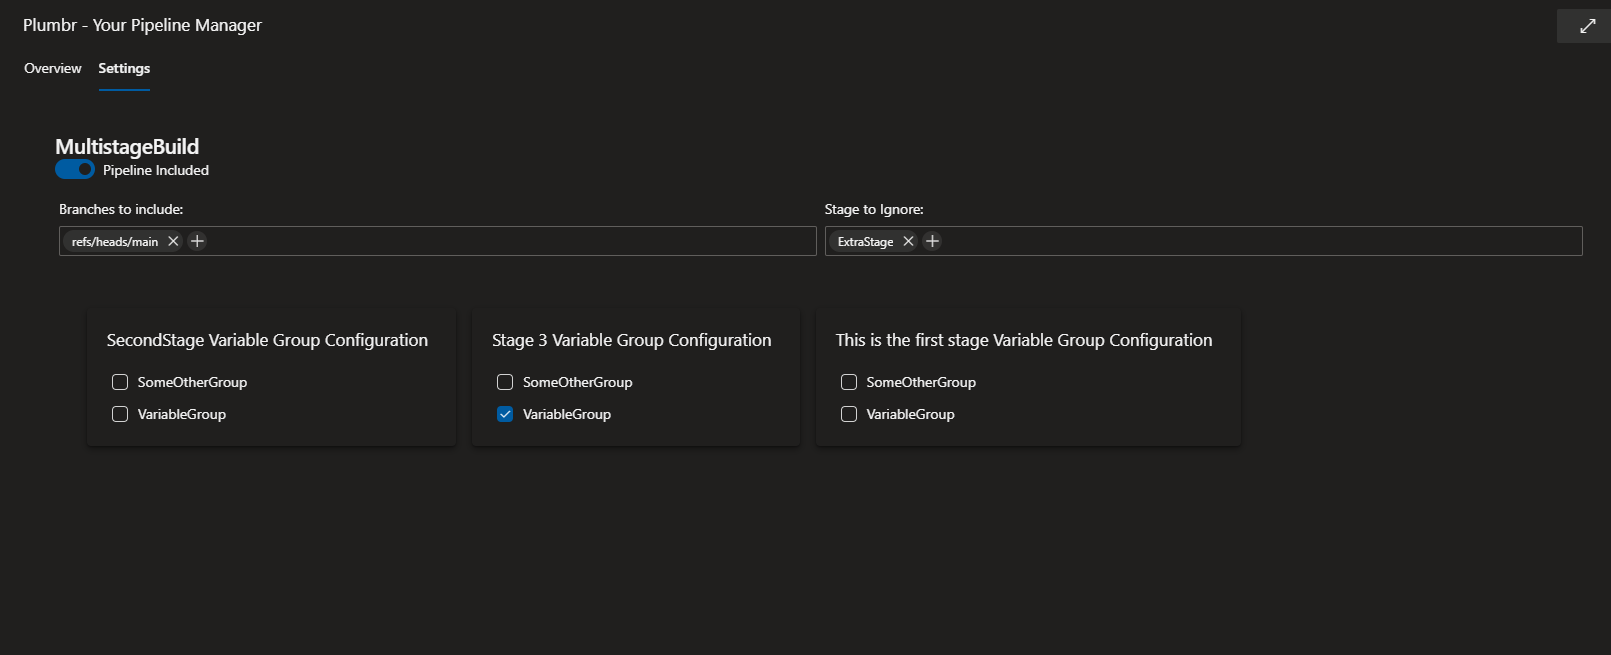 Plumbr - Your Pipeline Manager
Overview Settings
MultistageBuild
Pipeline Included
Branches to include:
refs/heads/main
Stage to Ignore:
ExtraStage
SecondStage Variable Group Configuration
SomeOtherGroup
VariableGroup
Stage 3 Variable Group Configuration
SomeOtherGroup
VariableGroup
This is the first stage Variable Group Configuration
SomeOtherGroup
VariableGroup